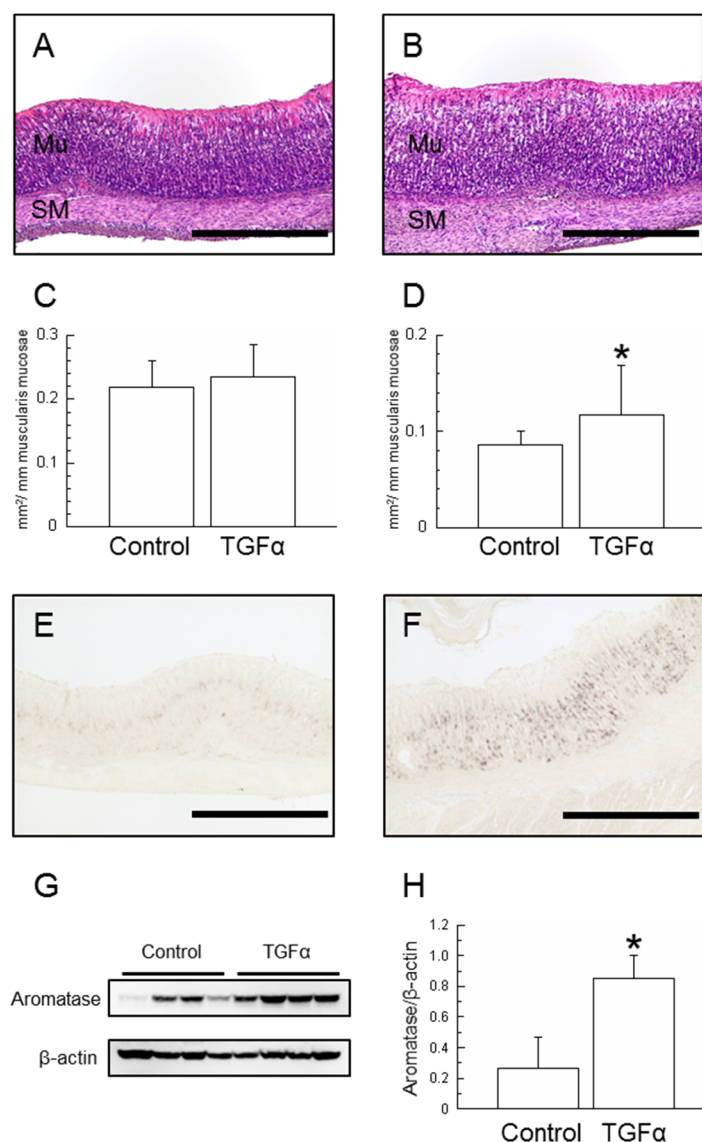 A
B
Mu
Mu
SM
SM
C
D
mm²/ mm muscularis mucosae
0.3
0.2
0.1
0
Control
TGFα
mm²/ mm muscularis mucosae
0.2
0.1
0
*
Control
TGFα
E
F
G
Control
TGFα
Aromatase
β-actin
H
Aromatase/β-actin
1.2
1.0
0.8
0.6
0.4
0.2
0
*
Control
TGFα